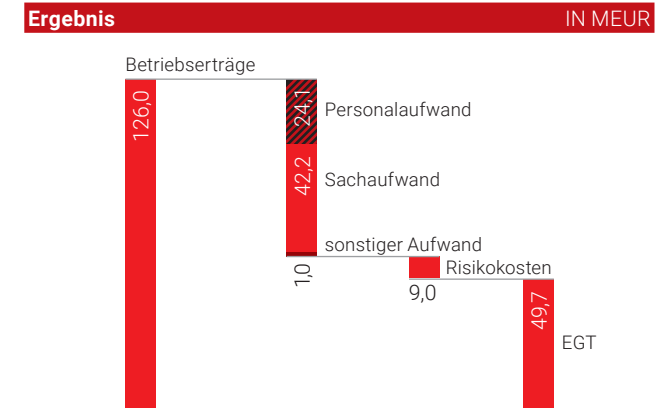 Ergebnis IN MEUR
Betriebserträge
126,0
24,1
Personalaufwand
42,2
Sachaufwand
sonstiger Aufwand
1,0
Risikokosten
9,0
49,7
EGT